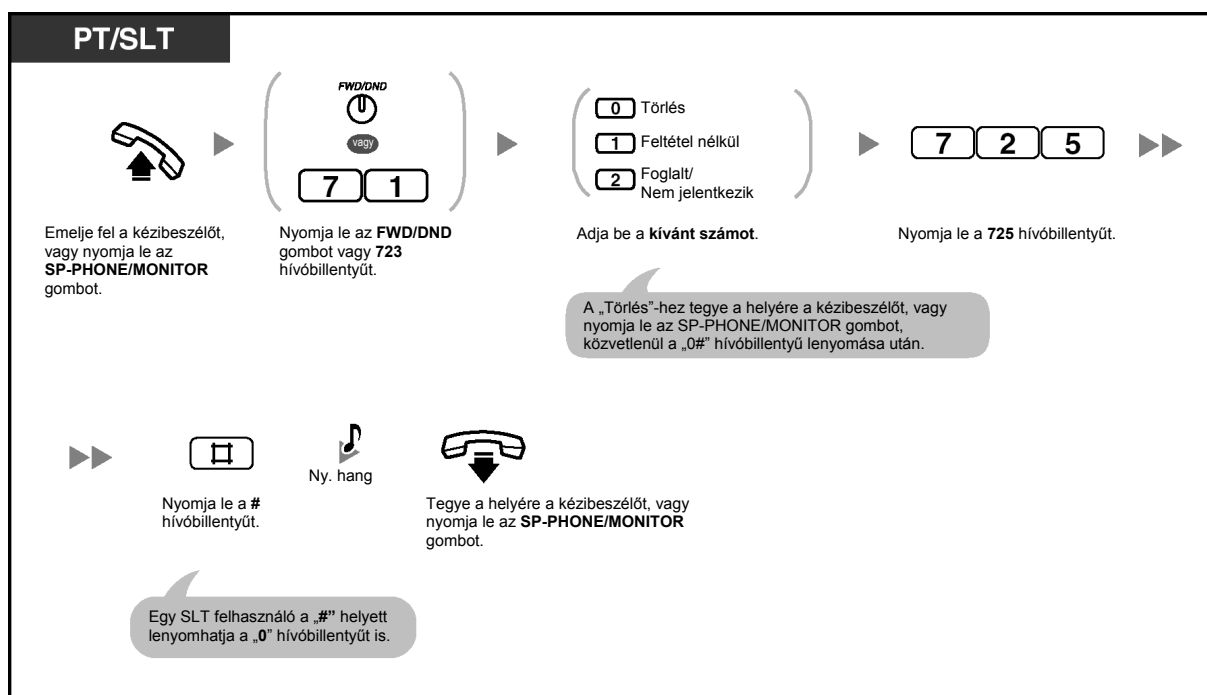 PT/SLT
FWD/DND
vagy
7 1
0 Törlés
1 Feltétel nélkül
2 Foglalt/
Nem jelentkezik
7 2 5
Emelje fel a kézibeszélőt,
vagy nyomja le az
SP-PHONE/MONITOR
gombot.
Nyomja le az FWD/DND
gombot vagy 723
hívóbillentyűt.
Adja be a kívánt számot.
Nyomja le a 725 hívóbillentyűt.
A „Törlés”-hez tegye a helyére a kézibeszélőt, vagy
nyomja le az SP-PHONE/MONITOR gombot,
közvetlenül a „0#” hívóbillentyű lenyomása után.
#
Ny. hang
Nyomja le a #
hívóbillentyűt.
Tegye a helyére a kézibeszélőt, vagy
nyomja le az SP-PHONE/MONITOR
gombot.
Egy SLT felhasználó a „#” helyett
lenyomhatja a „0” hívóbillentyűt is.